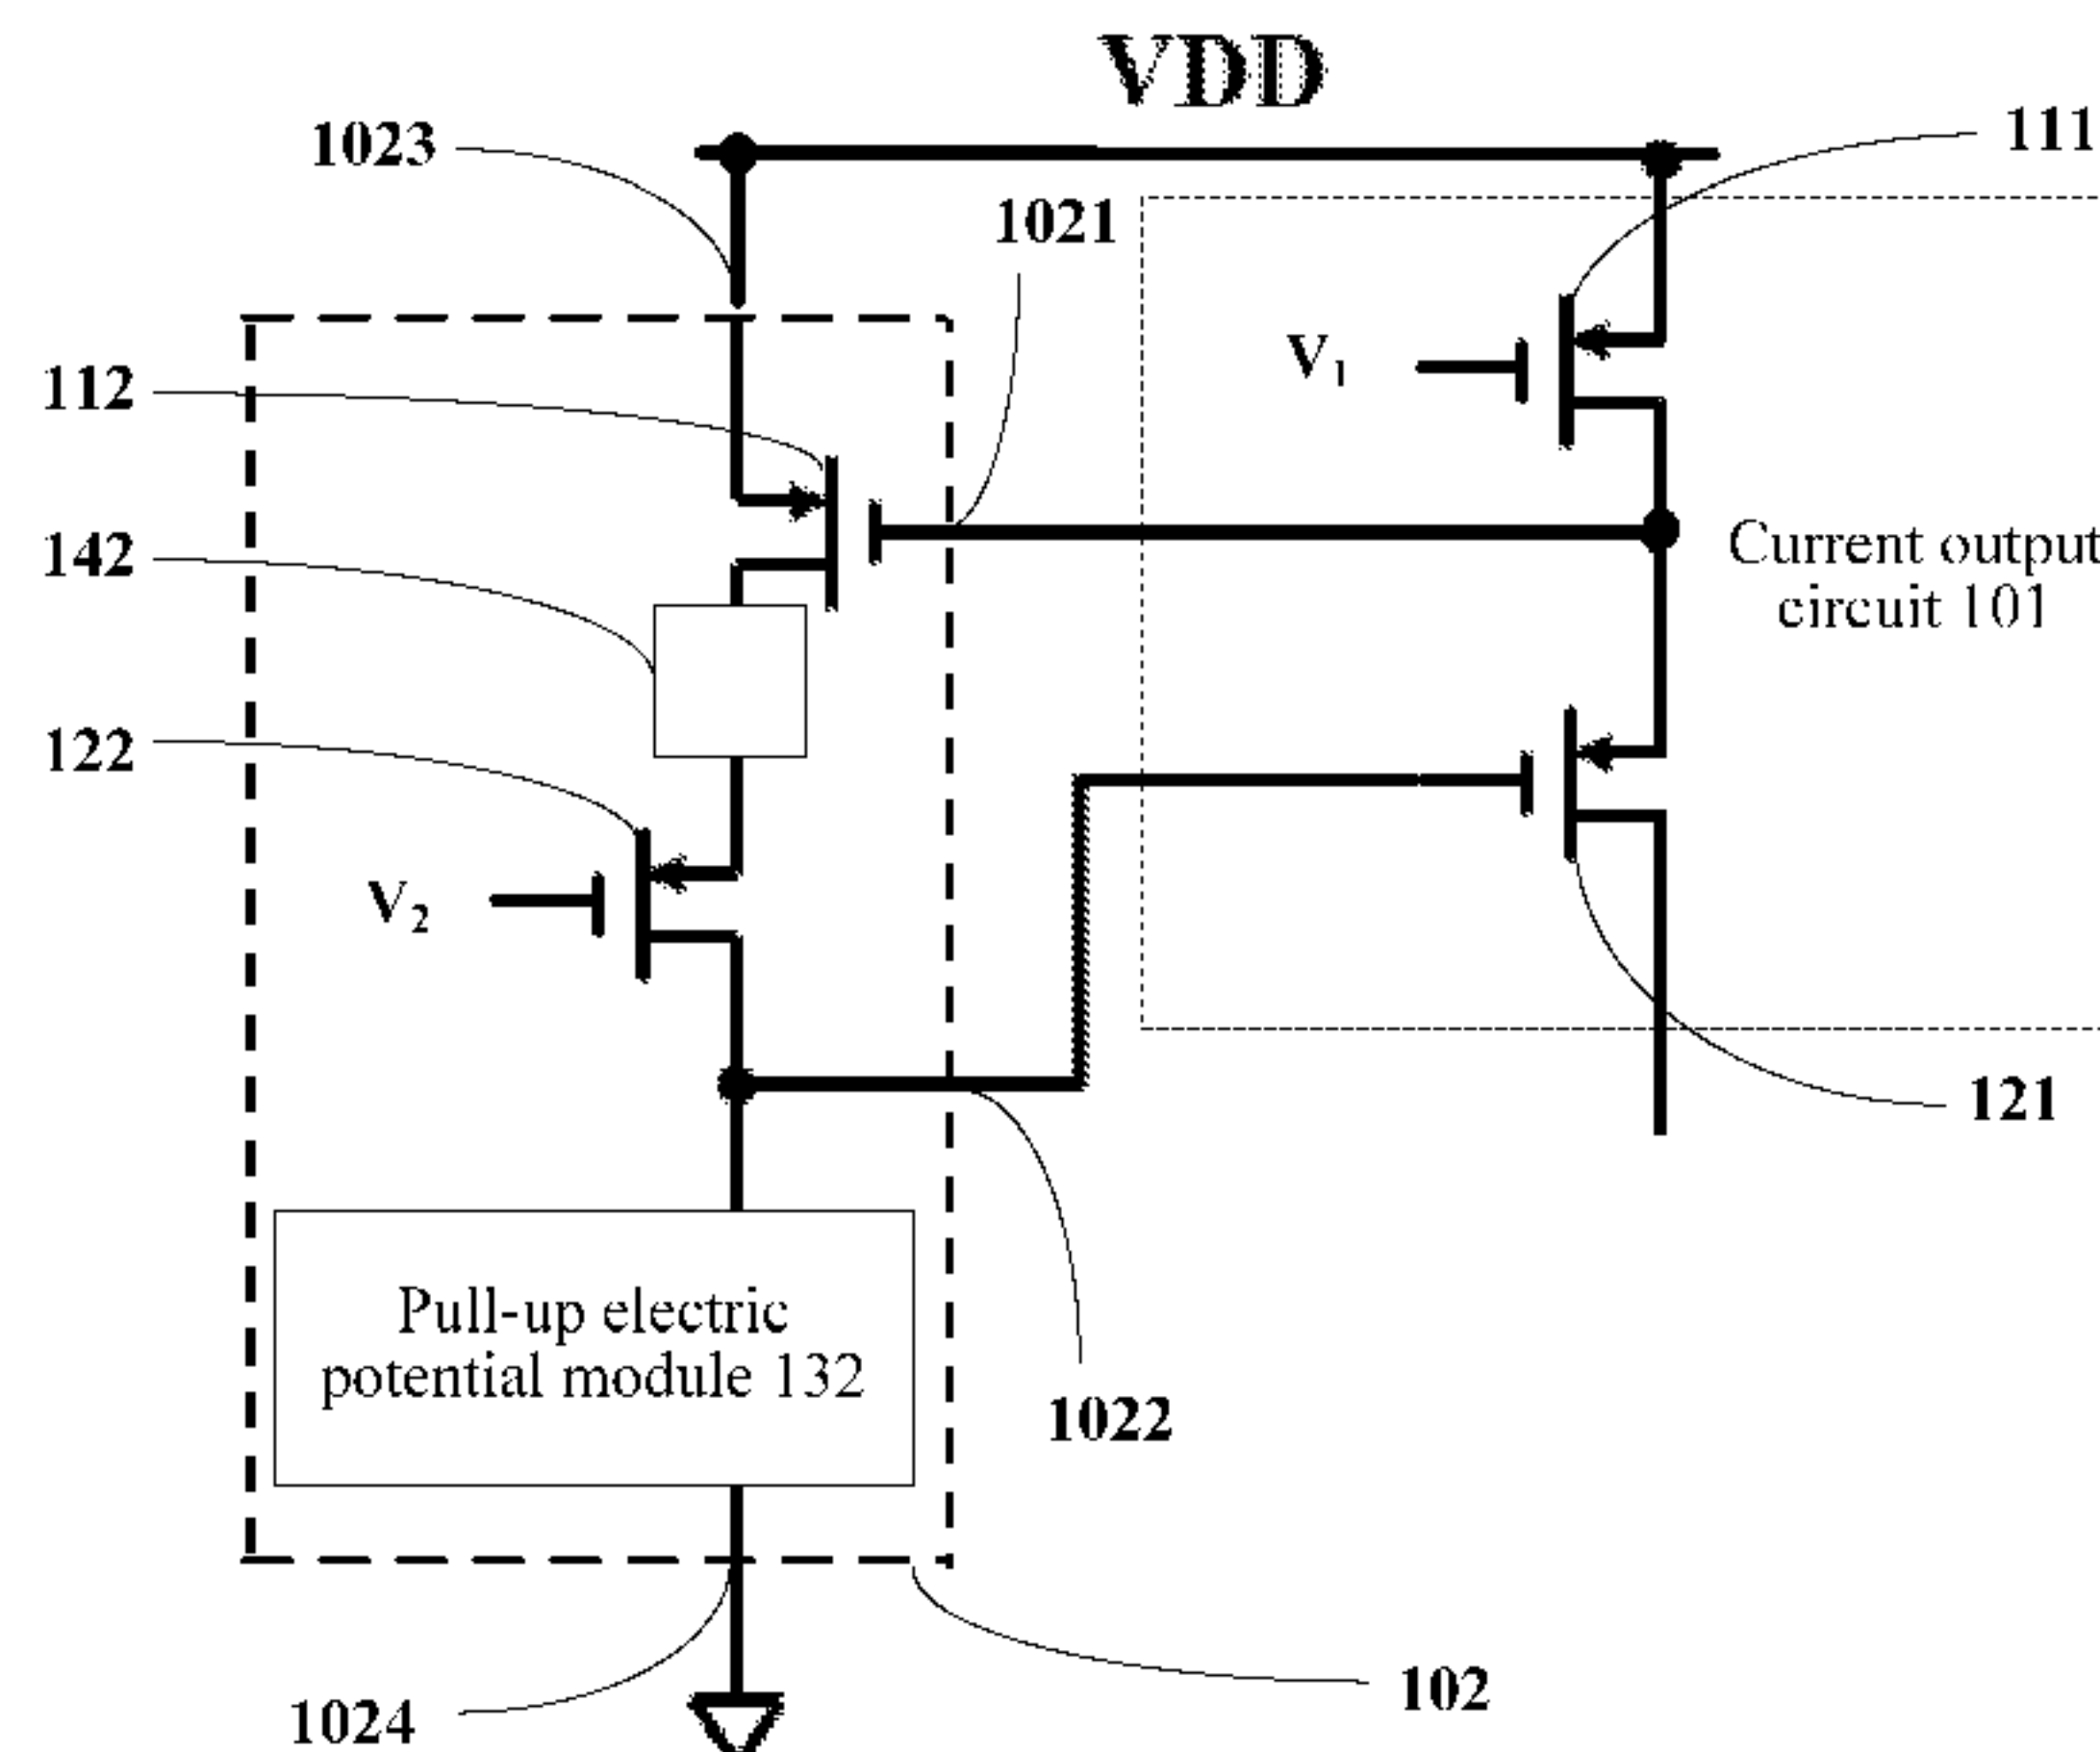 VDD
1023
111
1021
V1
112
Current output
circuit 101
142
122
V2
121
Pull-up electric
potential module 132
1022
102
1024